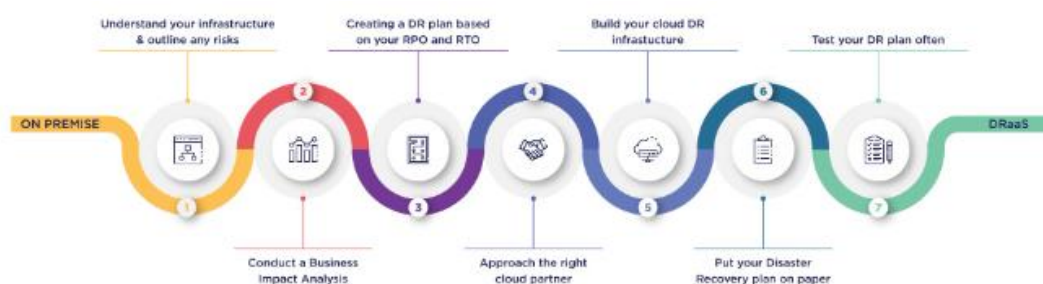 Understand your infrastructure
& outline any risks
Creating a DR plan based
on your RPO and RTO
Build your cloud DR
infrastucture
Test your DR plan often
ON PREMISE
1
2
3
4
5
6
7
DRaaS
Conduct a Business
Impact Analysis
Approach the right
cloud partner
Put your Disaster
Recovery plan on paper